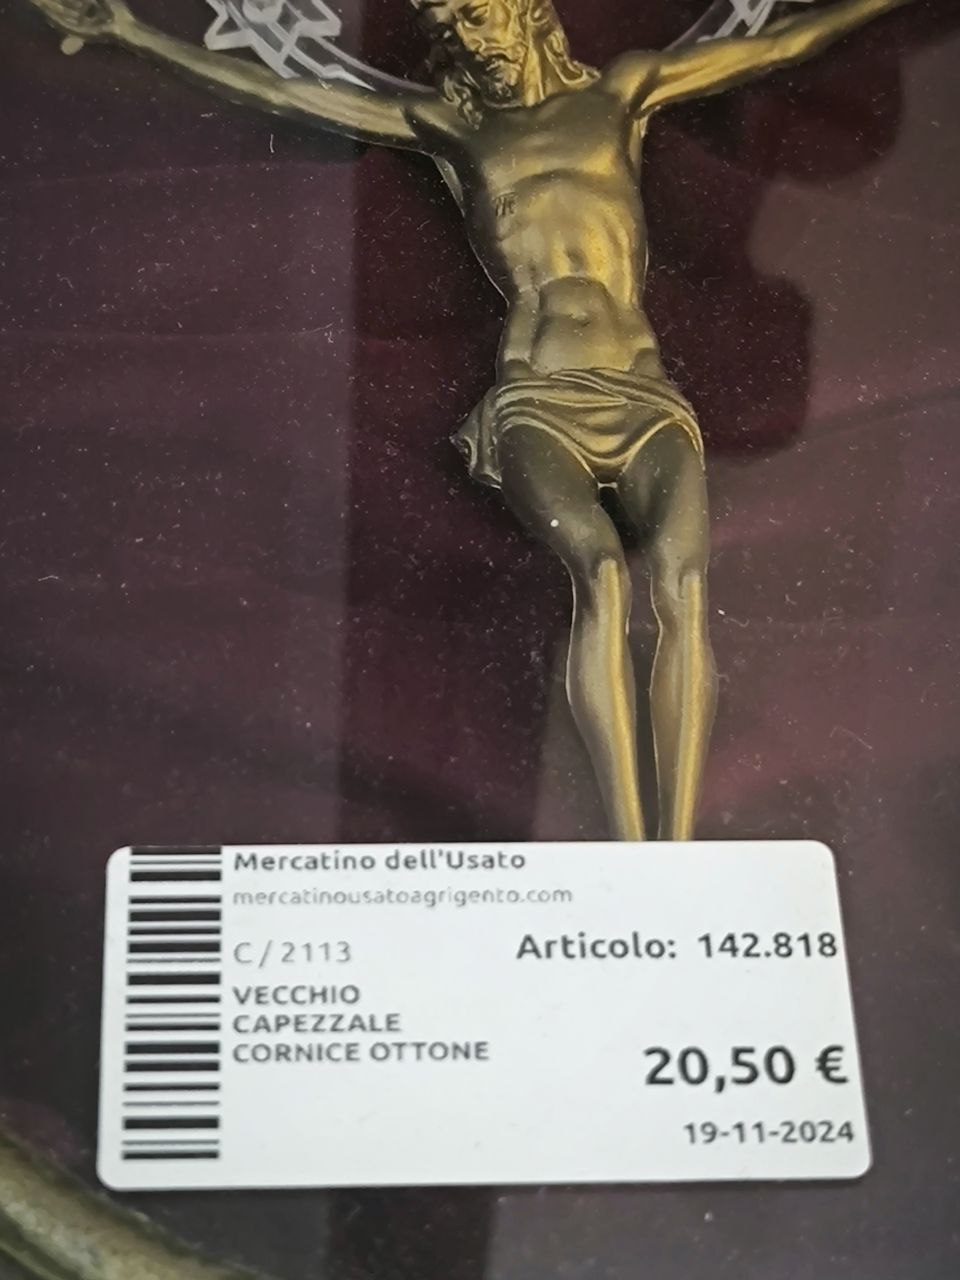 Mercatino dell'Usato
mercatinousatoagrigento.com
C/2113
Articolo: 142.818
VECCHIO
CAPEZZALE
CORNICE OTTONE
20,50 €
19-11-2024